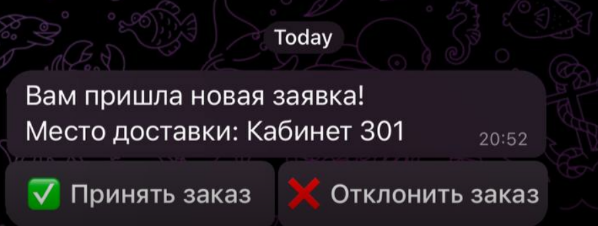 Today
Вам пришла новая заявка!
Место доставки: Кабинет 301
20:52
✅ Принять заказ
❌ Отклонить заказ